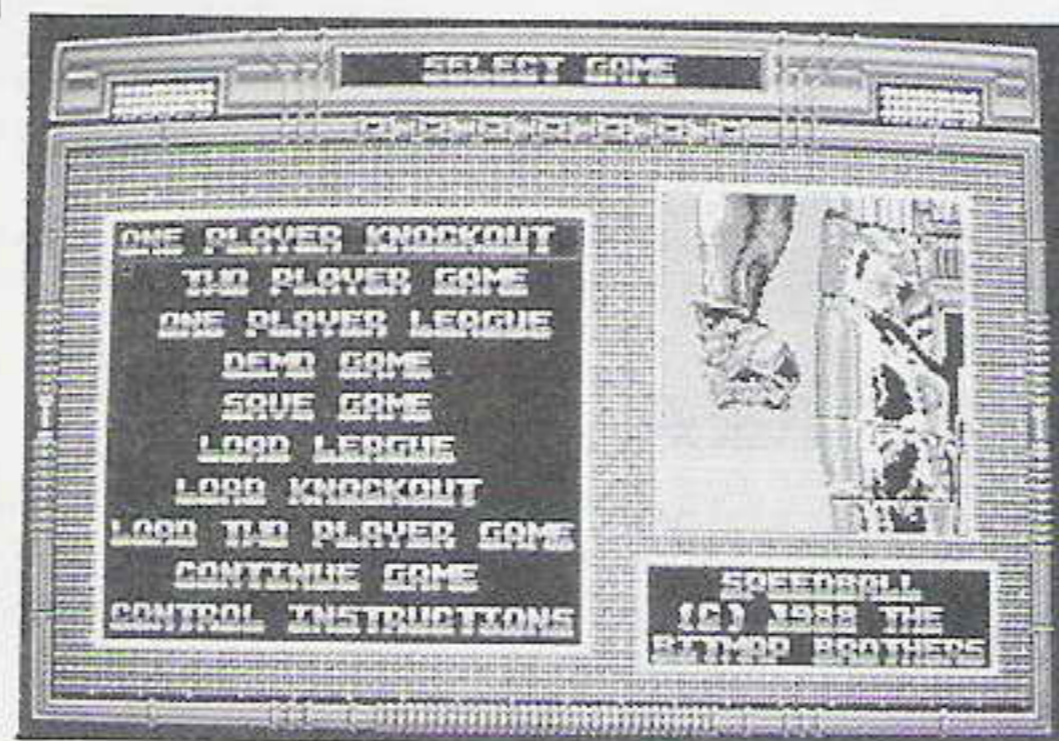 SELECT GAME
ONE PLAYER KNOCKOUT
TWO PLAYER GAME
ONE PLAYER LEAGUE
DEMO GAME
SAVE GAME
LOAD LEAGUE
LOAD KNOCKOUT
LOAD TWO PLAYER GAME
CONTINUE GAME
CONTROL INSTRUCTIONS
SPEEDBALL
(C) 1988 THE
BITMAP BROTHERS